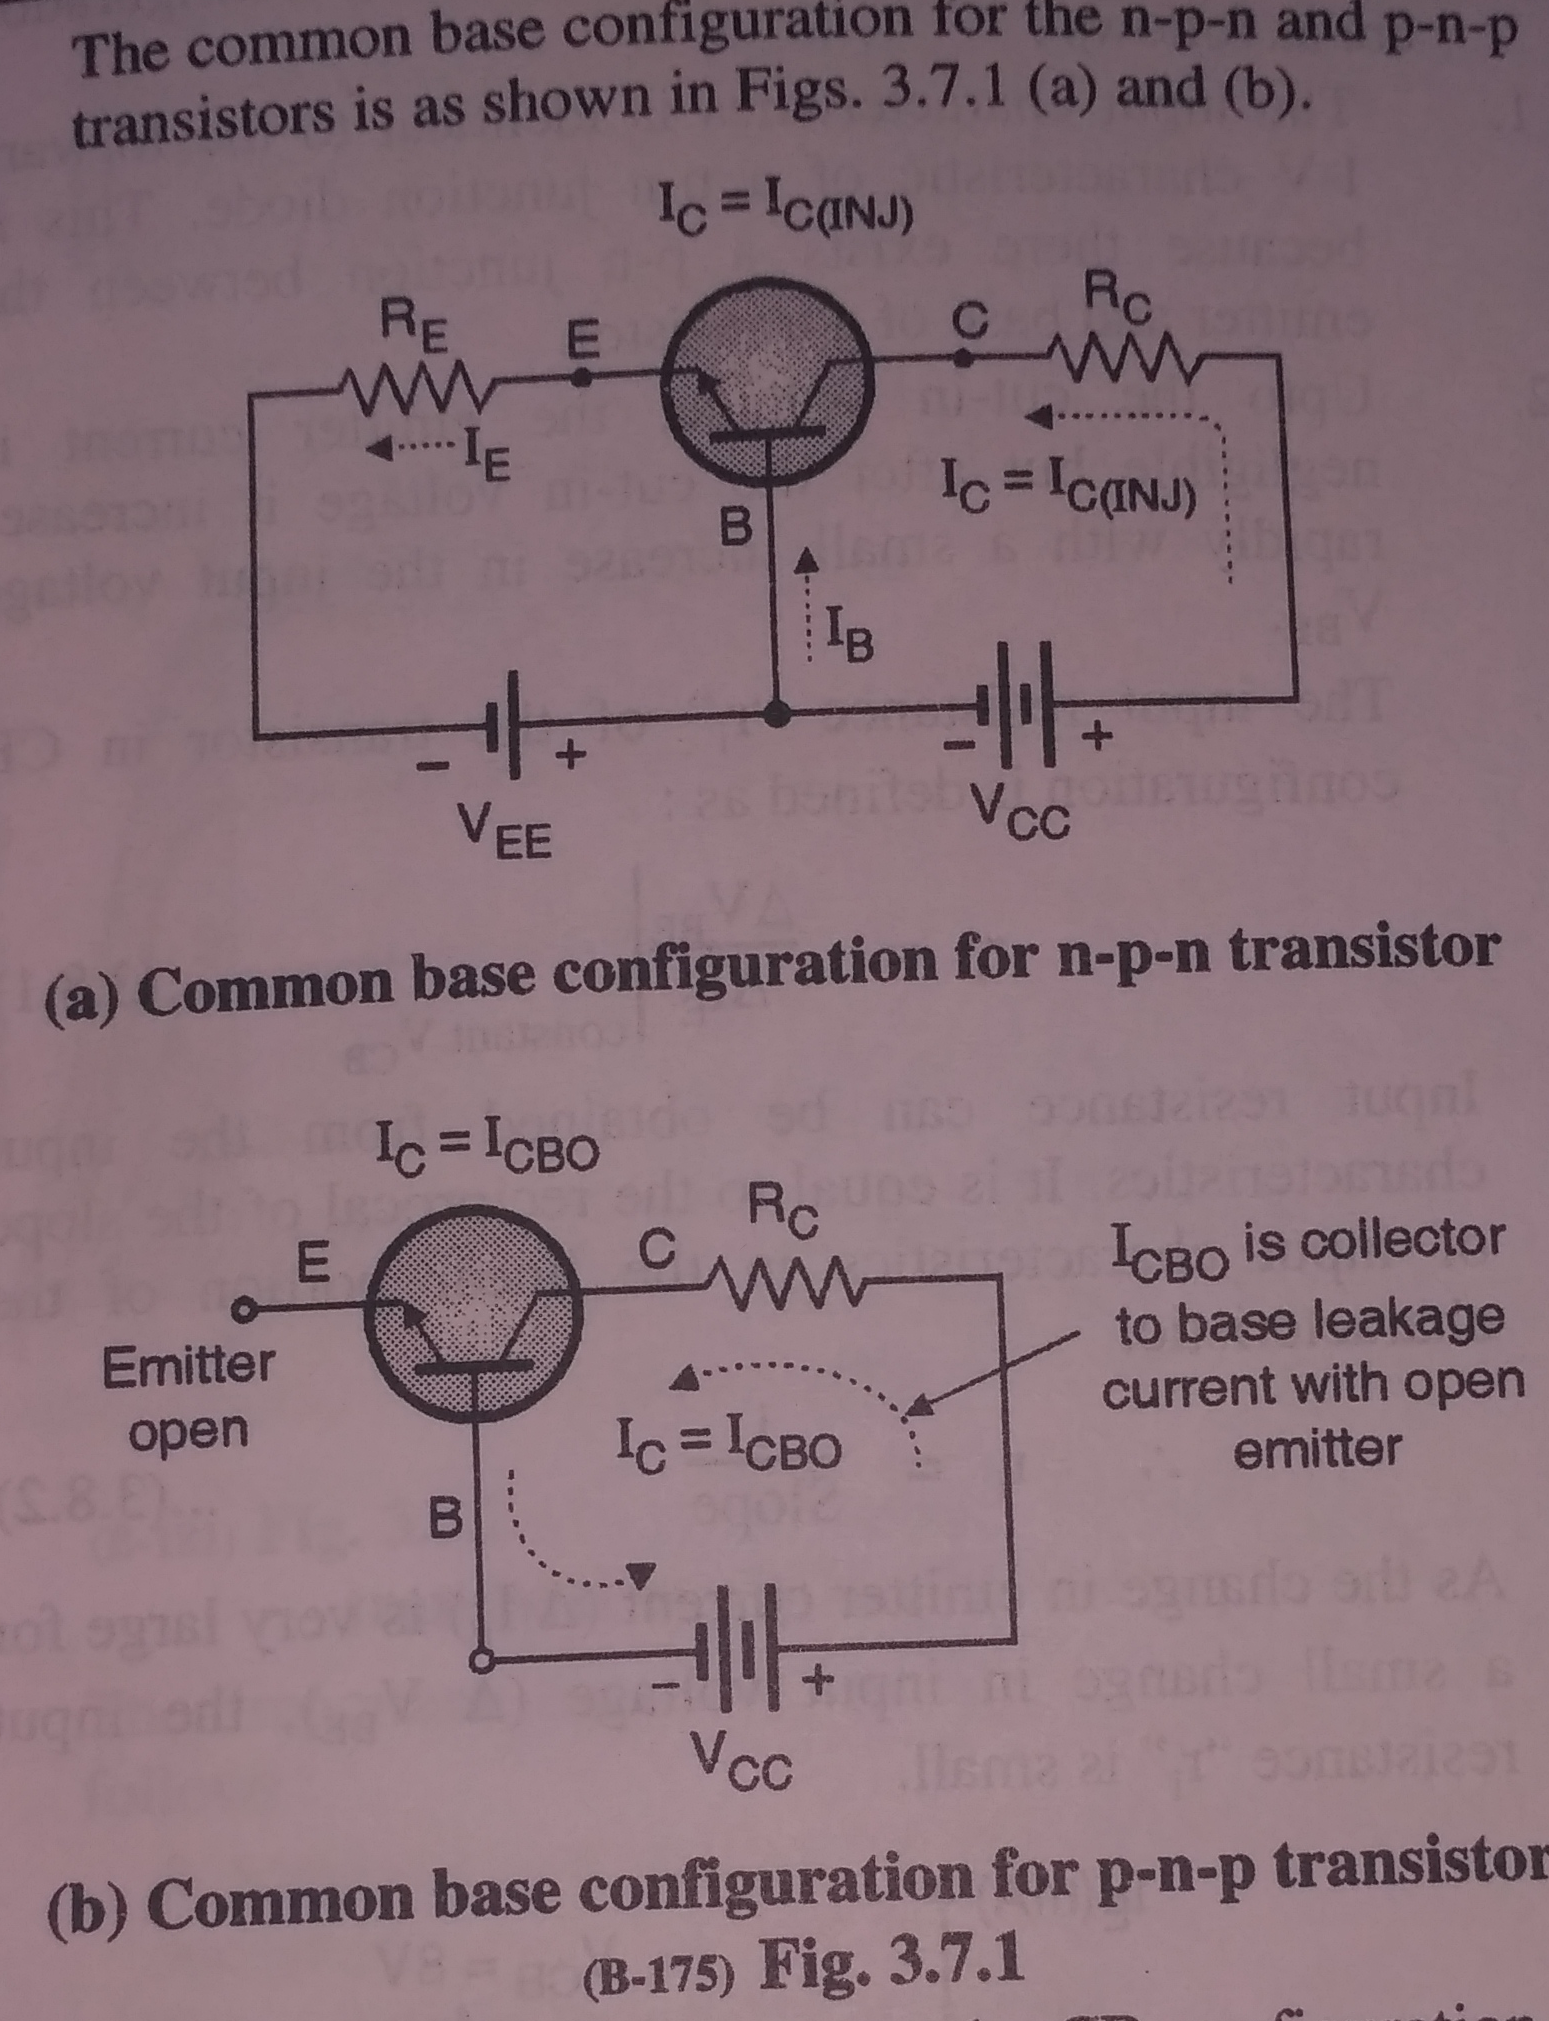 The common base configuration for the n-p-n and p-n-p
transistors is as shown in Figs. 3.7.1 (a) and (b).
IC = IC(INJ)
RE
E
C
RC
IE
IC = IC(INJ)
B
IB
- +
- +
VEE
VCC
(a) Common base configuration for n-p-n transistor
IC = ICBO
E
C
RC
ICBO is collector
to base leakage
current with open
emitter
Emitter
open
IC = ICBO
B
- +
VCC
(b) Common base configuration for p-n-p transistor
(B-175) Fig. 3.7.1